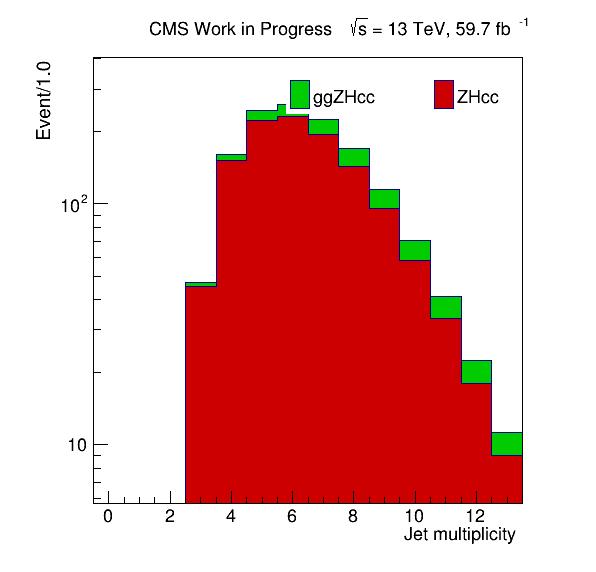 CMS Work in Progress √s = 13 TeV, 59.7 fb⁻¹
Event/1.0
ggZHcc ZHcc
10²
10
0 2 4 6 8 10 12
Jet multiplicity